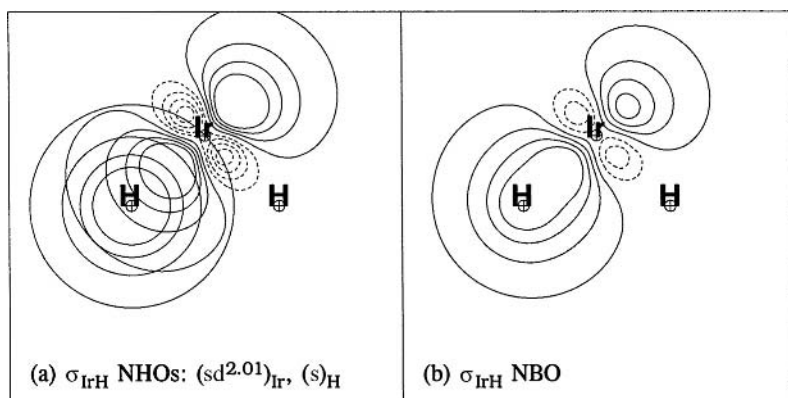 Ir
H
H
(a) σIrH NHOs: (sd2.01)Ir, (s)H
Ir
H
H
(b) σIrH NBO